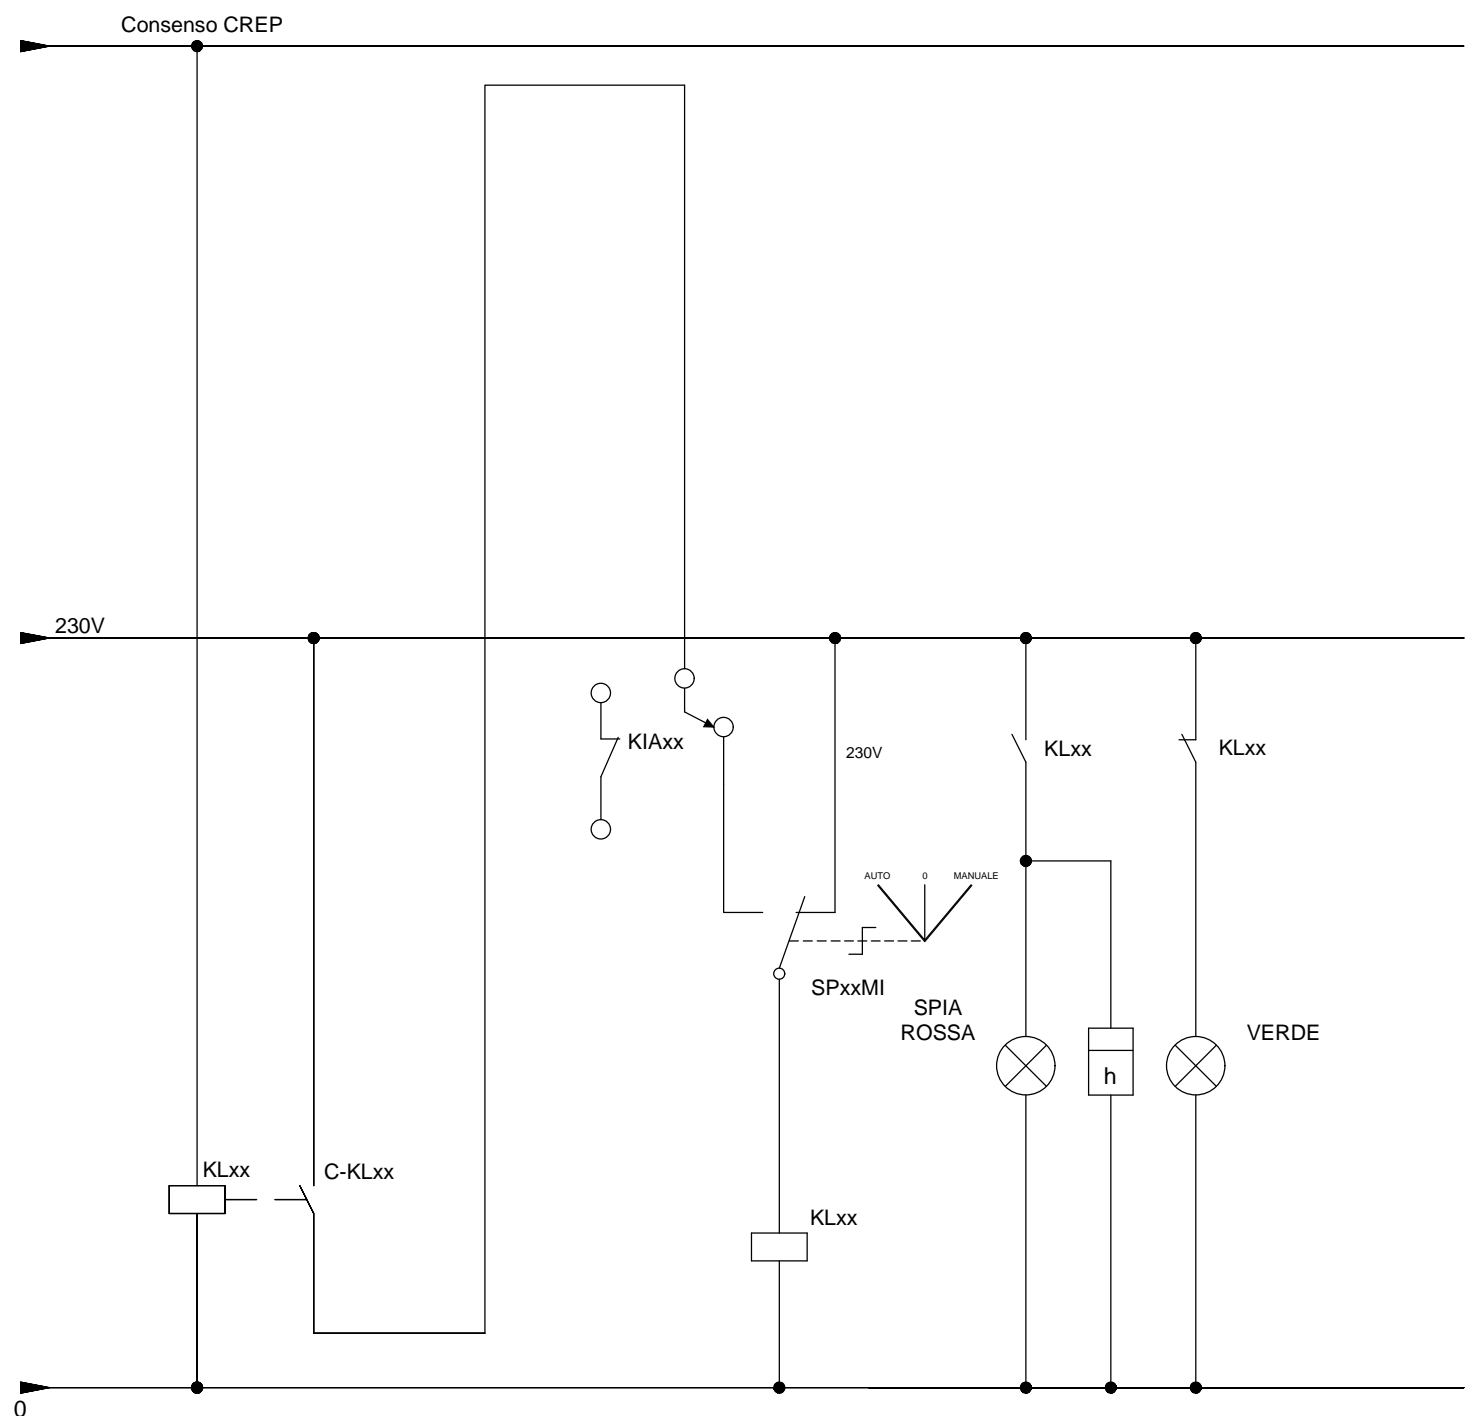 Consenso CREP
230V
KIAxx
230V
KLxx
KLxx
AUTO
0
MANUALE
SPxxMI
SPIA
ROSSA
VERDE
h
KLxx
C-KLxx
KLxx
0